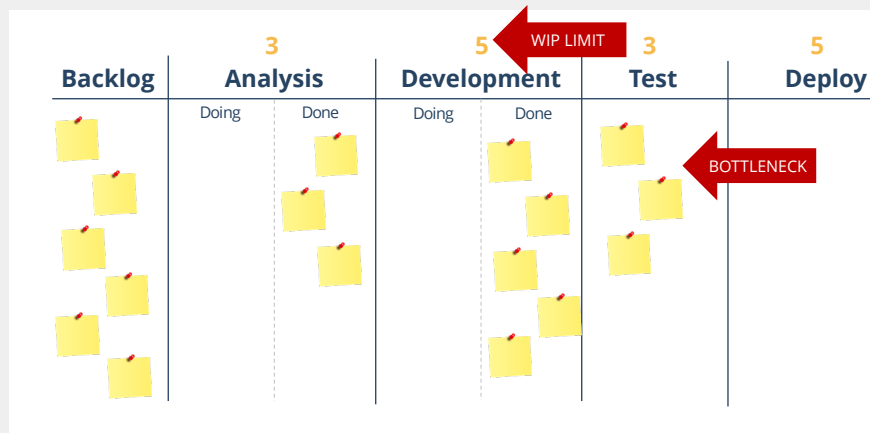 3
5
WIP LIMIT
3
5
Backlog
Analysis
Development
Test
Deploy
Doing
Done
Doing
Done
BOTTLENECK